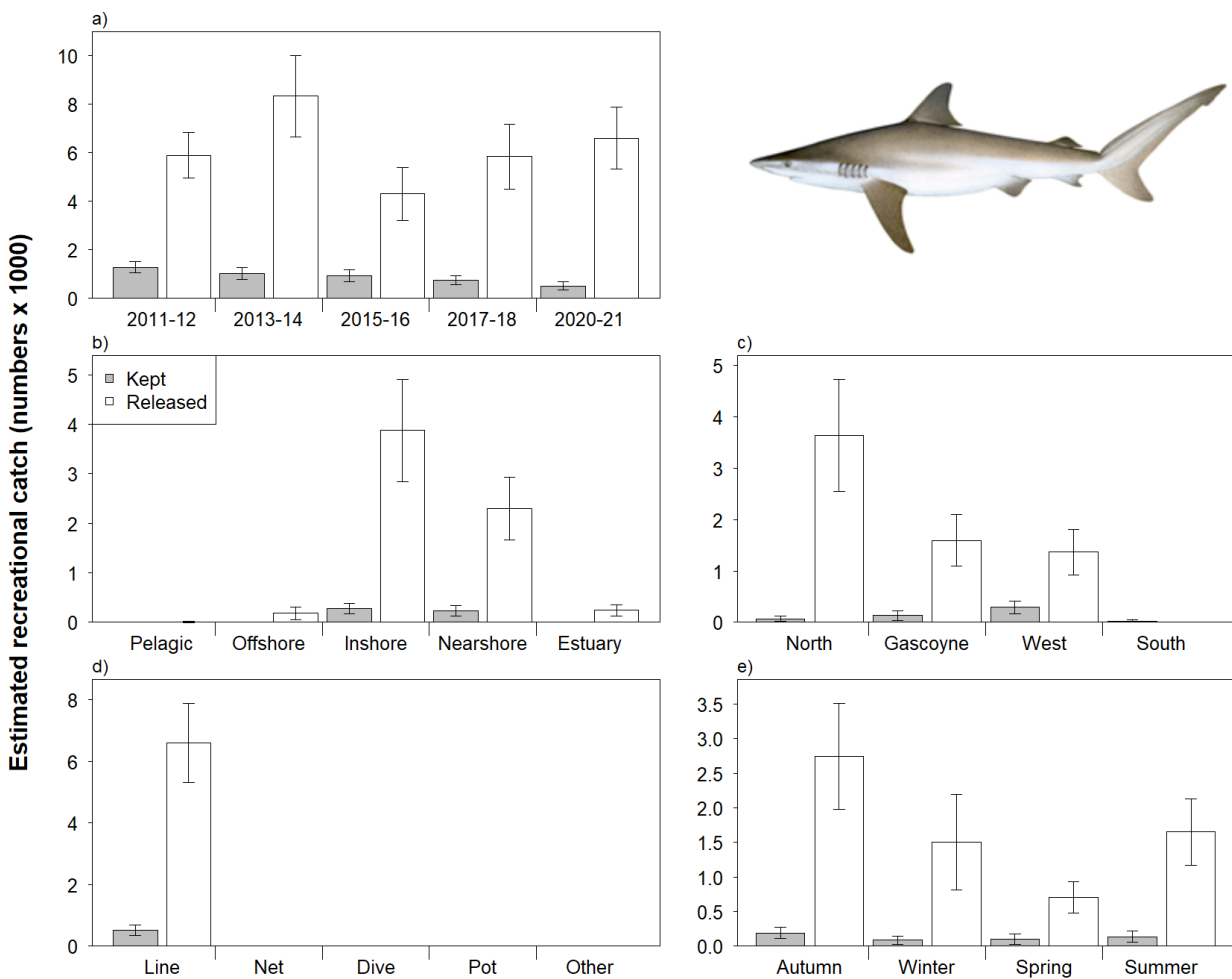 Estimated recreational catch (numbers x 1000)
a)
10
8
6
4
2
0
2011-12 2013-14 2015-16 2017-18 2020-21
b)
Kept
Released
5
4
3
2
1
0
Pelagic Offshore Inshore Nearshore Estuary
c)
5
4
3
2
1
0
North Gascoyne West South
d)
8
6
4
2
0
Line Net Dive Pot Other
e)
3.5
3.0
2.5
2.0
1.5
1.0
0.5
0.0
Autumn Winter Spring Summer